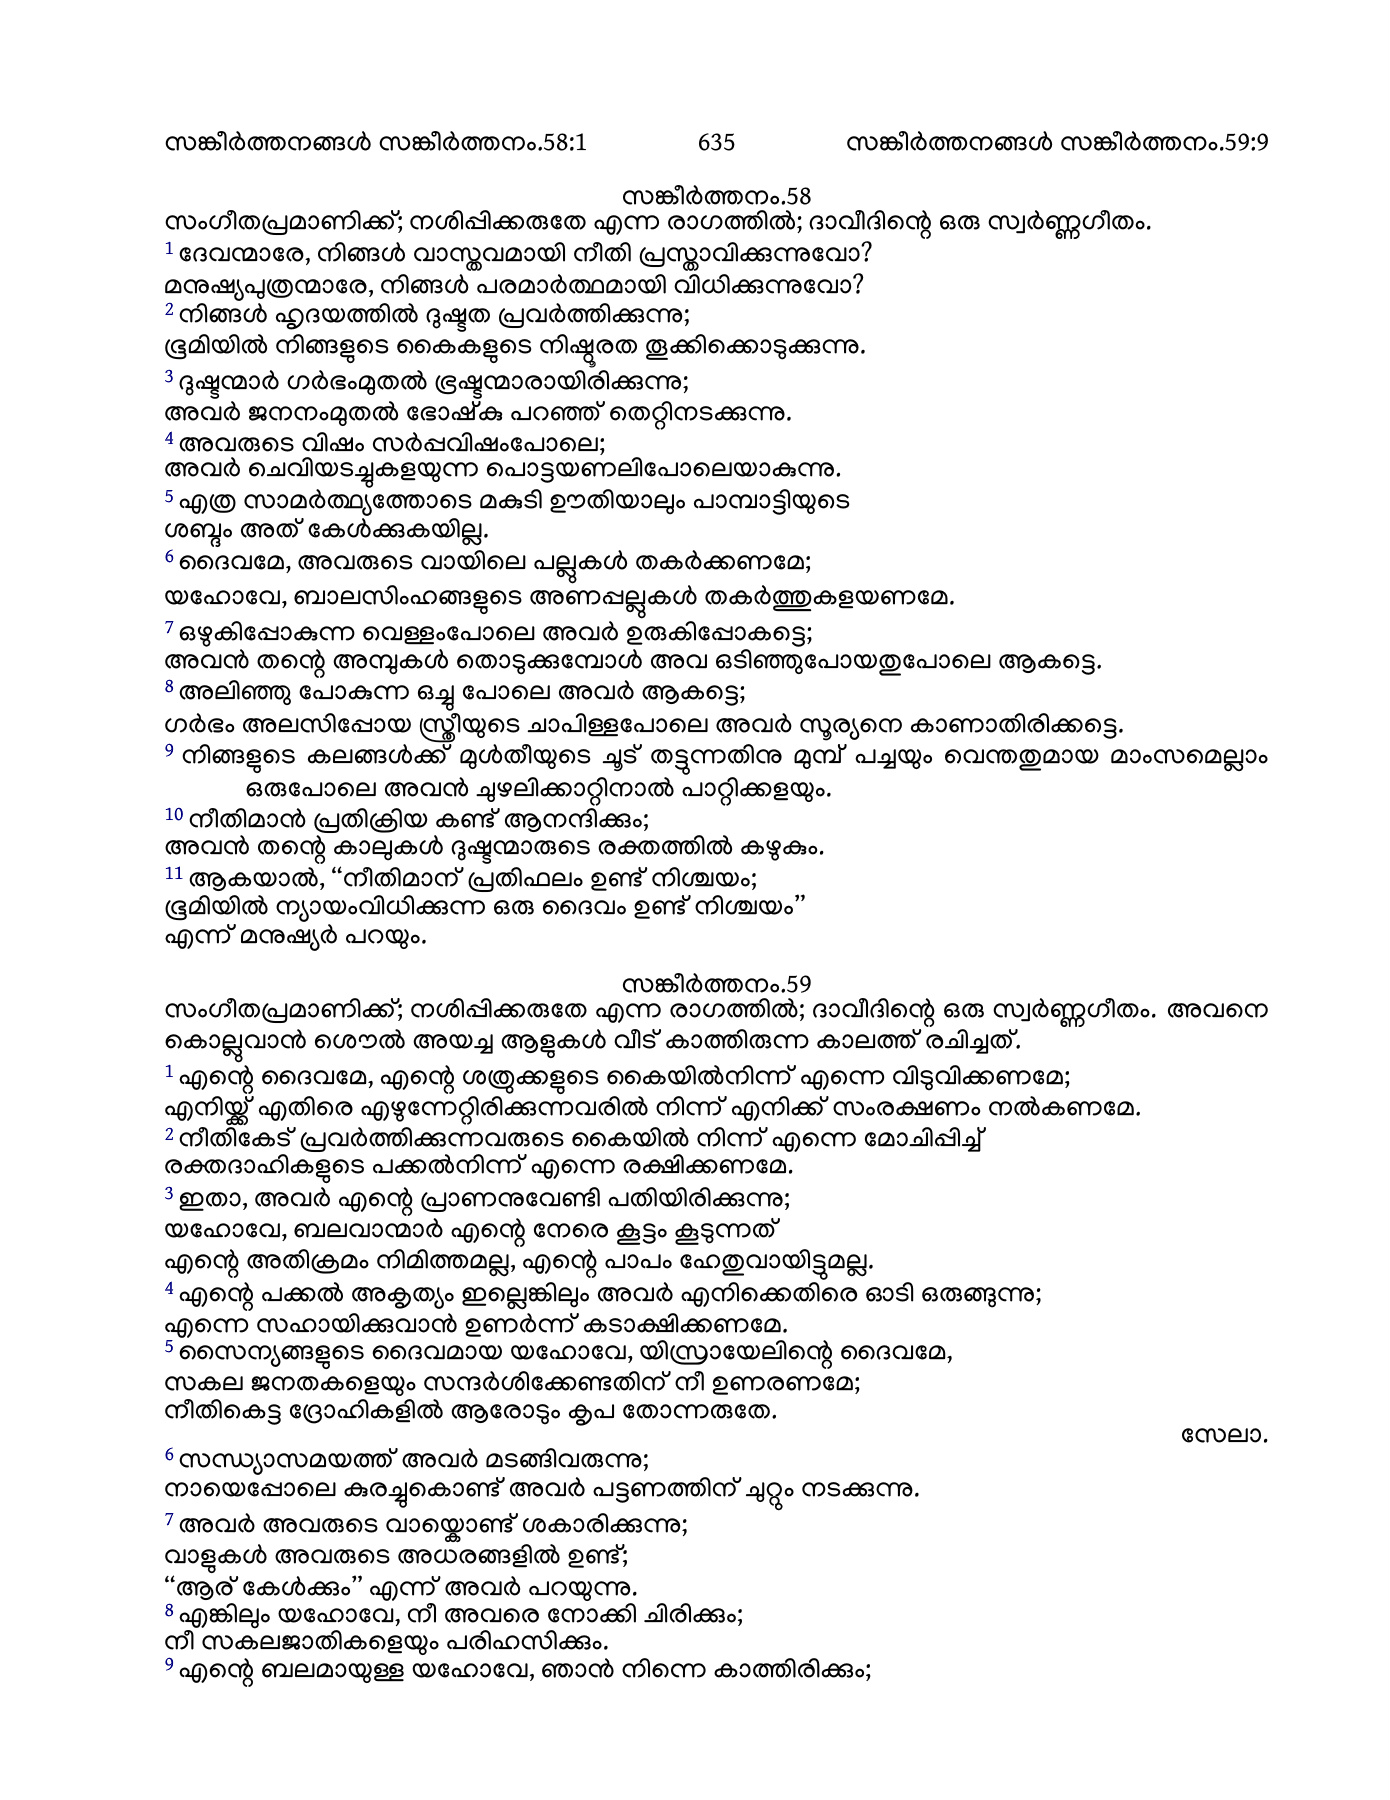 സങ്കീർത്തനങ്ങൾ സങ്കീർത്തനം.58:1 635 സങ്കീർത്തനങ്ങൾ സങ്കീർത്തനം.59:9
സങ്കീർത്തനം.58
സംഗീതപ്രമാണിക്ക്; നശിപ്പിക്കരുതേ എന്ന രാഗത്തിൽ; ദാവീദിന്റെ ഒരു സ്വർണ്ണഗീതം.
1 ദേവന്മാരേ, നിങ്ങൾ വാസ്തവമായി നീതി പ്രസ്താവിക്കുന്നുവോ?
മനുഷ്യപുത്രന്മാരേ, നിങ്ങൾ പരമാർത്ഥമായി വിധിക്കുന്നുവോ?
2 നിങ്ങൾ ഹൃദയത്തിൽ ദുഷ്ടത പ്രവർത്തിക്കുന്നു;
ഭൂമിയിൽ നിങ്ങളുടെ കൈകളുടെ നിഷ്ഠൂരത തൂക്കിക്കൊടുക്കുന്നു.
3 ദുഷ്ടന്മാർ ഗർഭംമുതൽ ഭ്രഷ്ടന്മാരായിരിക്കുന്നു;
അവർ ജനനംമുതൽ ഭോഷ്കു പറഞ്ഞ് തെറ്റിനടക്കുന്നു.
4 അവരുടെ വിഷം സർപ്പവിഷംപോലെ;
അവർ ചെവിയടച്ചുകളയുന്ന പൊട്ടയണലിപോലെയാകുന്നു.
5 എത്ര സാമർത്ഥ്യത്തോടെ മകുടി ഊതിയാലും പാമ്പാട്ടിയുടെ
ശബ്ദം അത് കേൾക്കുകയില്ല.
6 ദൈവമേ, അവരുടെ വായിലെ പല്ലുകൾ തകർക്കണമേ;
യഹോവേ, ബാലസിംഹങ്ങളുടെ അണപ്പല്ലുകൾ തകർത്തുകളയണമേ.
7 ഒഴുകിപ്പോകുന്ന വെള്ളംപോലെ അവർ ഉരുകിപ്പോകട്ടെ;
അവൻ തന്റെ അമ്പുകൾ തൊടുക്കുമ്പോൾ അവ ഒടിഞ്ഞുപോയതുപോലെ ആകട്ടെ.
8 അലിഞ്ഞു പോകുന്ന ഒച്ചു പോലെ അവർ ആകട്ടെ;
ഗർഭം അലസിപ്പോയ സ്ത്രീയുടെ ചാപിള്ളപോലെ അവർ സൂര്യനെ കാണാതിരിക്കട്ടെ.
9 നിങ്ങളുടെ കലങ്ങൾക്ക് മുൾതീയുടെ ചൂട് തട്ടുന്നതിനു മുമ്പ് പച്ചയും വെന്തതുമായ മാംസമെല്ലാം
ഒരുപോലെ അവൻ ചുഴലിക്കാറ്റിനാൽ പാറ്റിക്കളയും.
10 നീതിമാൻ പ്രതിക്രിയ കണ്ട് ആനന്ദിക്കും;
അവൻ തന്റെ കാലുകൾ ദുഷ്ടന്മാരുടെ രക്തത്തിൽ കഴുകും.
11 ആകയാൽ, “നീതിമാന് പ്രതിഫലം ഉണ്ട് നിശ്ചയം;
ഭൂമിയിൽ ന്യായംവിധിക്കുന്ന ഒരു ദൈവം ഉണ്ട് നിശ്ചയം”
എന്ന് മനുഷ്യർ പറയും.
സങ്കീർത്തനം.59
സംഗീതപ്രമാണിക്ക്; നശിപ്പിക്കരുതേ എന്ന രാഗത്തിൽ; ദാവീദിന്റെ ഒരു സ്വർണ്ണഗീതം. അവനെ
കൊല്ലുവാൻ ശൌൽ അയച്ച ആളുകൾ വീട് കാത്തിരുന്ന കാലത്ത് രചിച്ചത്.
1 എന്റെ ദൈവമേ, എന്റെ ശത്രുക്കളുടെ കൈയിൽനിന്ന് എന്നെ വിടുവിക്കണമേ;
എനിയ്ക്ക് എതിരെ എഴുന്നേറ്റിരിക്കുന്നവരിൽ നിന്ന് എനിക്ക് സംരക്ഷണം നൽകണമേ.
2 നീതികേട് പ്രവർത്തിക്കുന്നവരുടെ കൈയിൽ നിന്ന് എന്നെ മോചിപ്പിച്ച്
രക്തദാഹികളുടെ പക്കൽനിന്ന് എന്നെ രക്ഷിക്കണമേ.
3 ഇതാ, അവർ എന്റെ പ്രാണനുവേണ്ടി പതിയിരിക്കുന്നു;
യഹോവേ, ബലവാന്മാർ എന്റെ നേരെ കൂട്ടം കൂടുന്നത്
എന്റെ അതിക്രമം നിമിത്തമല്ല, എന്റെ പാപം ഹേതുവായിട്ടുമല്ല.
4 എന്റെ പക്കൽ അകൃത്യം ഇല്ലെങ്കിലും അവർ എനിക്കെതിരെ ഓടി ഒരുങ്ങുന്നു;
എന്നെ സഹായിക്കുവാൻ ഉണർന്ന് കടാക്ഷിക്കണമേ.
5 സൈന്യങ്ങളുടെ ദൈവമായ യഹോവേ, യിസ്രായേലിന്റെ ദൈവമേ,
സകല ജനതകളെയും സന്ദർശിക്കേണ്ടതിന് നീ ഉണരണമേ;
നീതികെട്ട ദ്രോഹികളിൽ ആരോടും കൃപ തോന്നരുതേ.
സേലാ.
6 സന്ധ്യാസമയത്ത് അവർ മടങ്ങിവരുന്നു;
നായെപ്പോലെ കുരച്ചുകൊണ്ട് അവർ പട്ടണത്തിന് ചുറ്റും നടക്കുന്നു.
7 അവർ അവരുടെ വായ്കൊണ്ട് ശകാരിക്കുന്നു;
വാളുകൾ അവരുടെ അധരങ്ങളിൽ ഉണ്ട്;
“ആര് കേൾക്കും” എന്ന് അവർ പറയുന്നു.
8 എങ്കിലും യഹോവേ, നീ അവരെ നോക്കി ചിരിക്കും;
നീ സകലജാതികളെയും പരിഹസിക്കും.
9 എന്റെ ബലമായുള്ള യഹോവേ, ഞാൻ നിന്നെ കാത്തിരിക്കും;